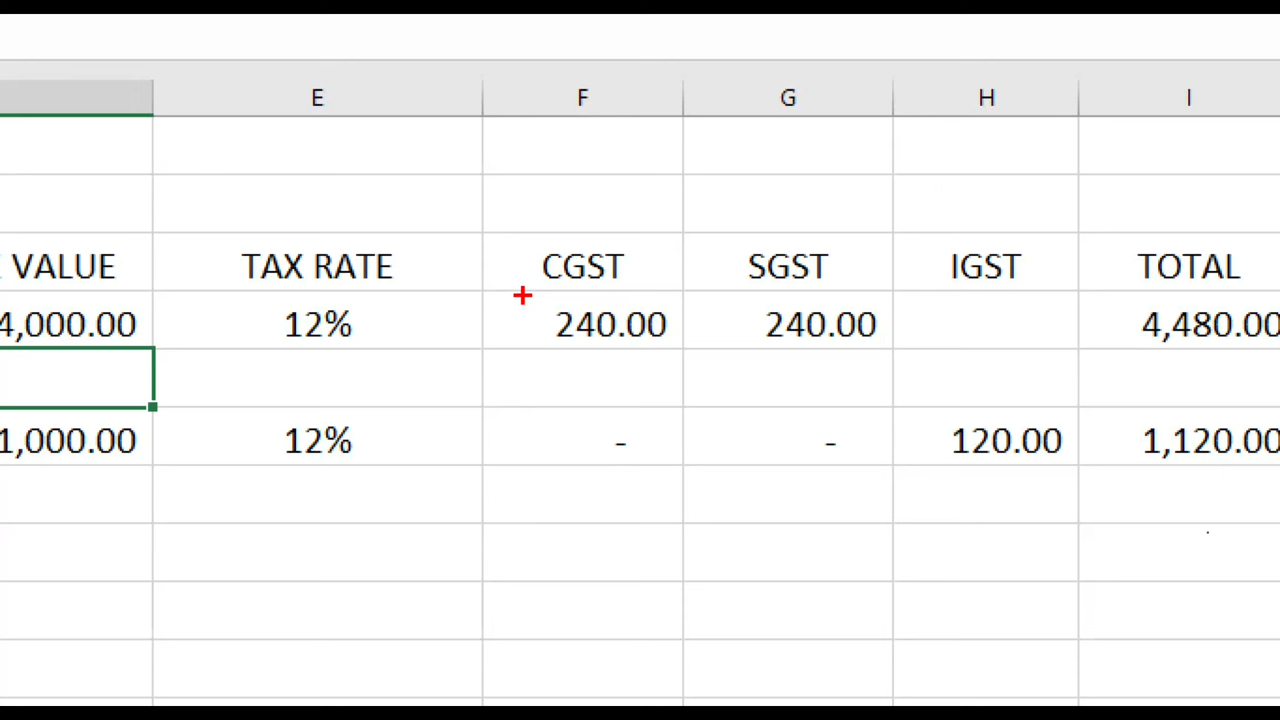 E F G H I
VALUE TAX RATE CGST SGST IGST TOTAL
4,000.00 12% 240.00 240.00 4,480.00
1,000.00 12% - - 120.00 1,120.00